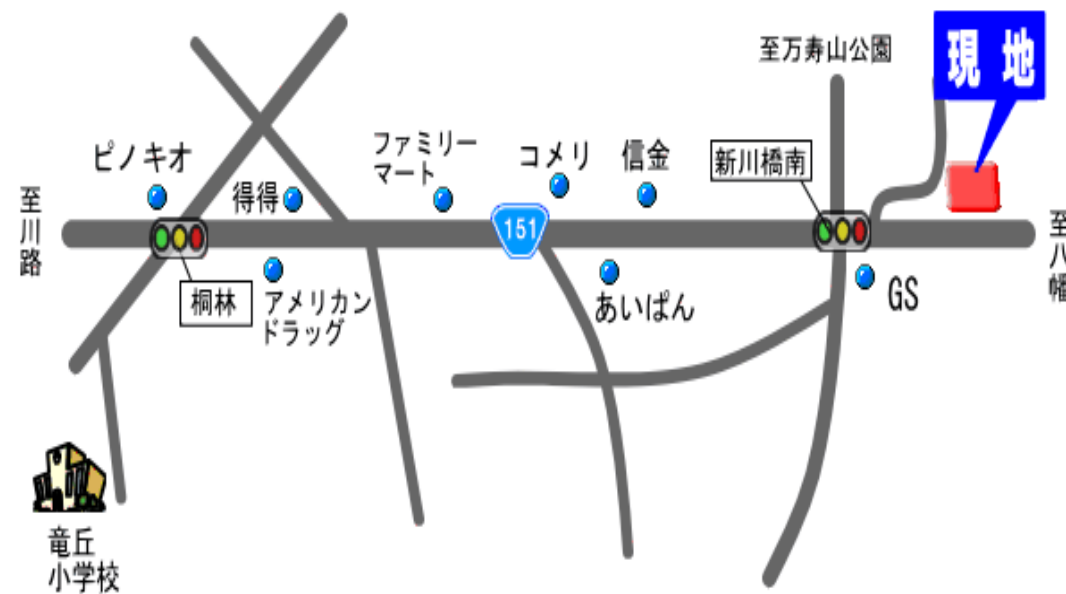 現 地
至万寿山公園
ファミリー
マート
ピノキオ
コメリ
信金
新川橋南
得得
至川路
151
至八幡
桐林
アメリカン
ドラッグ
あいぱん
GS
竜丘
小学校